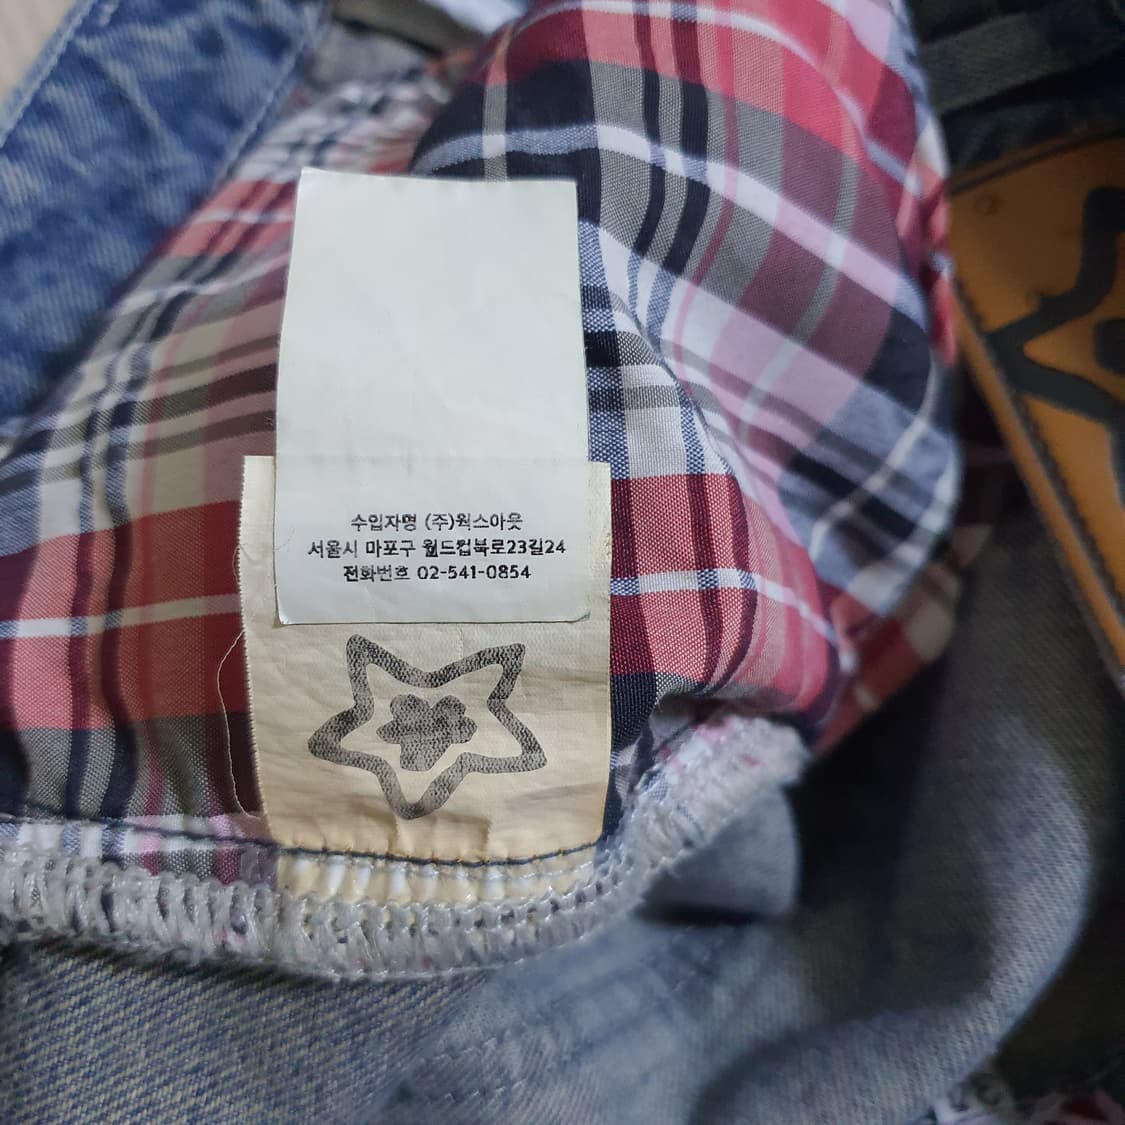 수입자명 (주)웍스아웃
서울시 마포구 월드컵북로23길24
전화번호 02-541-0854